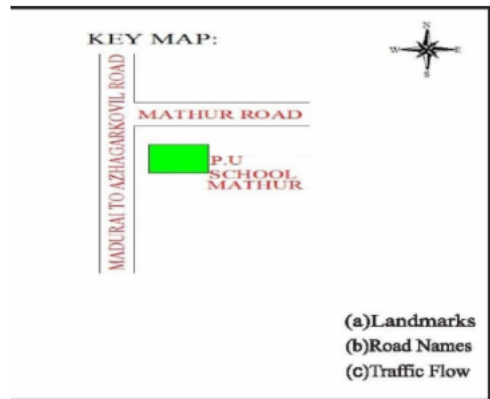 KEY MAP:
N
W E
S
MADURAI TO AZHAGARKOVIL ROAD
MATHUR ROAD
P.U
SCHOOL
MATHUR
(a)Landmarks
(b)Road Names
(c)Traffic Flow